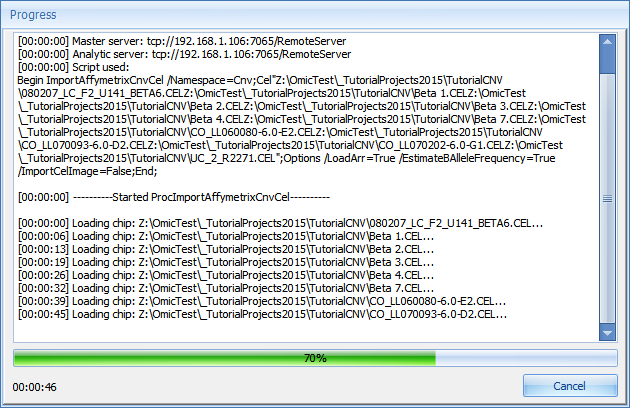 Progress
[00:00:00] Master server: tcp://192.168.1.106:7065/RemoteServer
[00:00:00] Analytic server: tcp://192.168.1.106:7065/RemoteServer
[00:00:00] Script used:
Begin ImportAffymetrixCnvCel /Namespace=Cnv;Cel"Z:\OmicTest\_TutorialProjects2015\TutorialCNV
\080207_LC_F2_U141_BETA6.CELZ:\OmicTest\_TutorialProjects2015\TutorialCNV\Beta 1.CELZ:\OmicTest
\_TutorialProjects2015\TutorialCNV\Beta 2.CELZ:\OmicTest\_TutorialProjects2015\TutorialCNV\Beta 3.CELZ:\OmicTest
\_TutorialProjects2015\TutorialCNV\Beta 4.CELZ:\OmicTest\_TutorialProjects2015\TutorialCNV\Beta 7.CELZ:\OmicTest
\_TutorialProjects2015\TutorialCNV\CO_LL060080-6.0-E2.CELZ:\OmicTest\_TutorialProjects2015\TutorialCNV
\CO_LL070093-6.0-D2.CELZ:\OmicTest\_TutorialProjects2015\TutorialCNV\CO_LL070202-6.0-G1.CELZ:\OmicTest
\_TutorialProjects2015\TutorialCNV\UC_2_R2271.CEL";Options /LoadArr=True /EstimateBAlleleFrequency=True
/ImportCelImage=False;End;
[00:00:00] ----------Started ProcImportAffymetrixCnvCel----------
[00:00:00] Loading chip: Z:\OmicTest\_TutorialProjects2015\TutorialCNV\080207_LC_F2_U141_BETA6.CEL...
[00:00:06] Loading chip: Z:\OmicTest\_TutorialProjects2015\TutorialCNV\Beta 1.CEL...
[00:00:13] Loading chip: Z:\OmicTest\_TutorialProjects2015\TutorialCNV\Beta 2.CEL...
[00:00:19] Loading chip: Z:\OmicTest\_TutorialProjects2015\TutorialCNV\Beta 3.CEL...
[00:00:26] Loading chip: Z:\OmicTest\_TutorialProjects2015\TutorialCNV\Beta 4.CEL...
[00:00:32] Loading chip: Z:\OmicTest\_TutorialProjects2015\TutorialCNV\Beta 7.CEL...
[00:00:39] Loading chip: Z:\OmicTest\_TutorialProjects2015\TutorialCNV\CO_LL060080-6.0-E2.CEL...
[00:00:45] Loading chip: Z:\OmicTest\_TutorialProjects2015\TutorialCNV\CO_LL070093-6.0-D2.CEL...
70%
00:00:46
Cancel